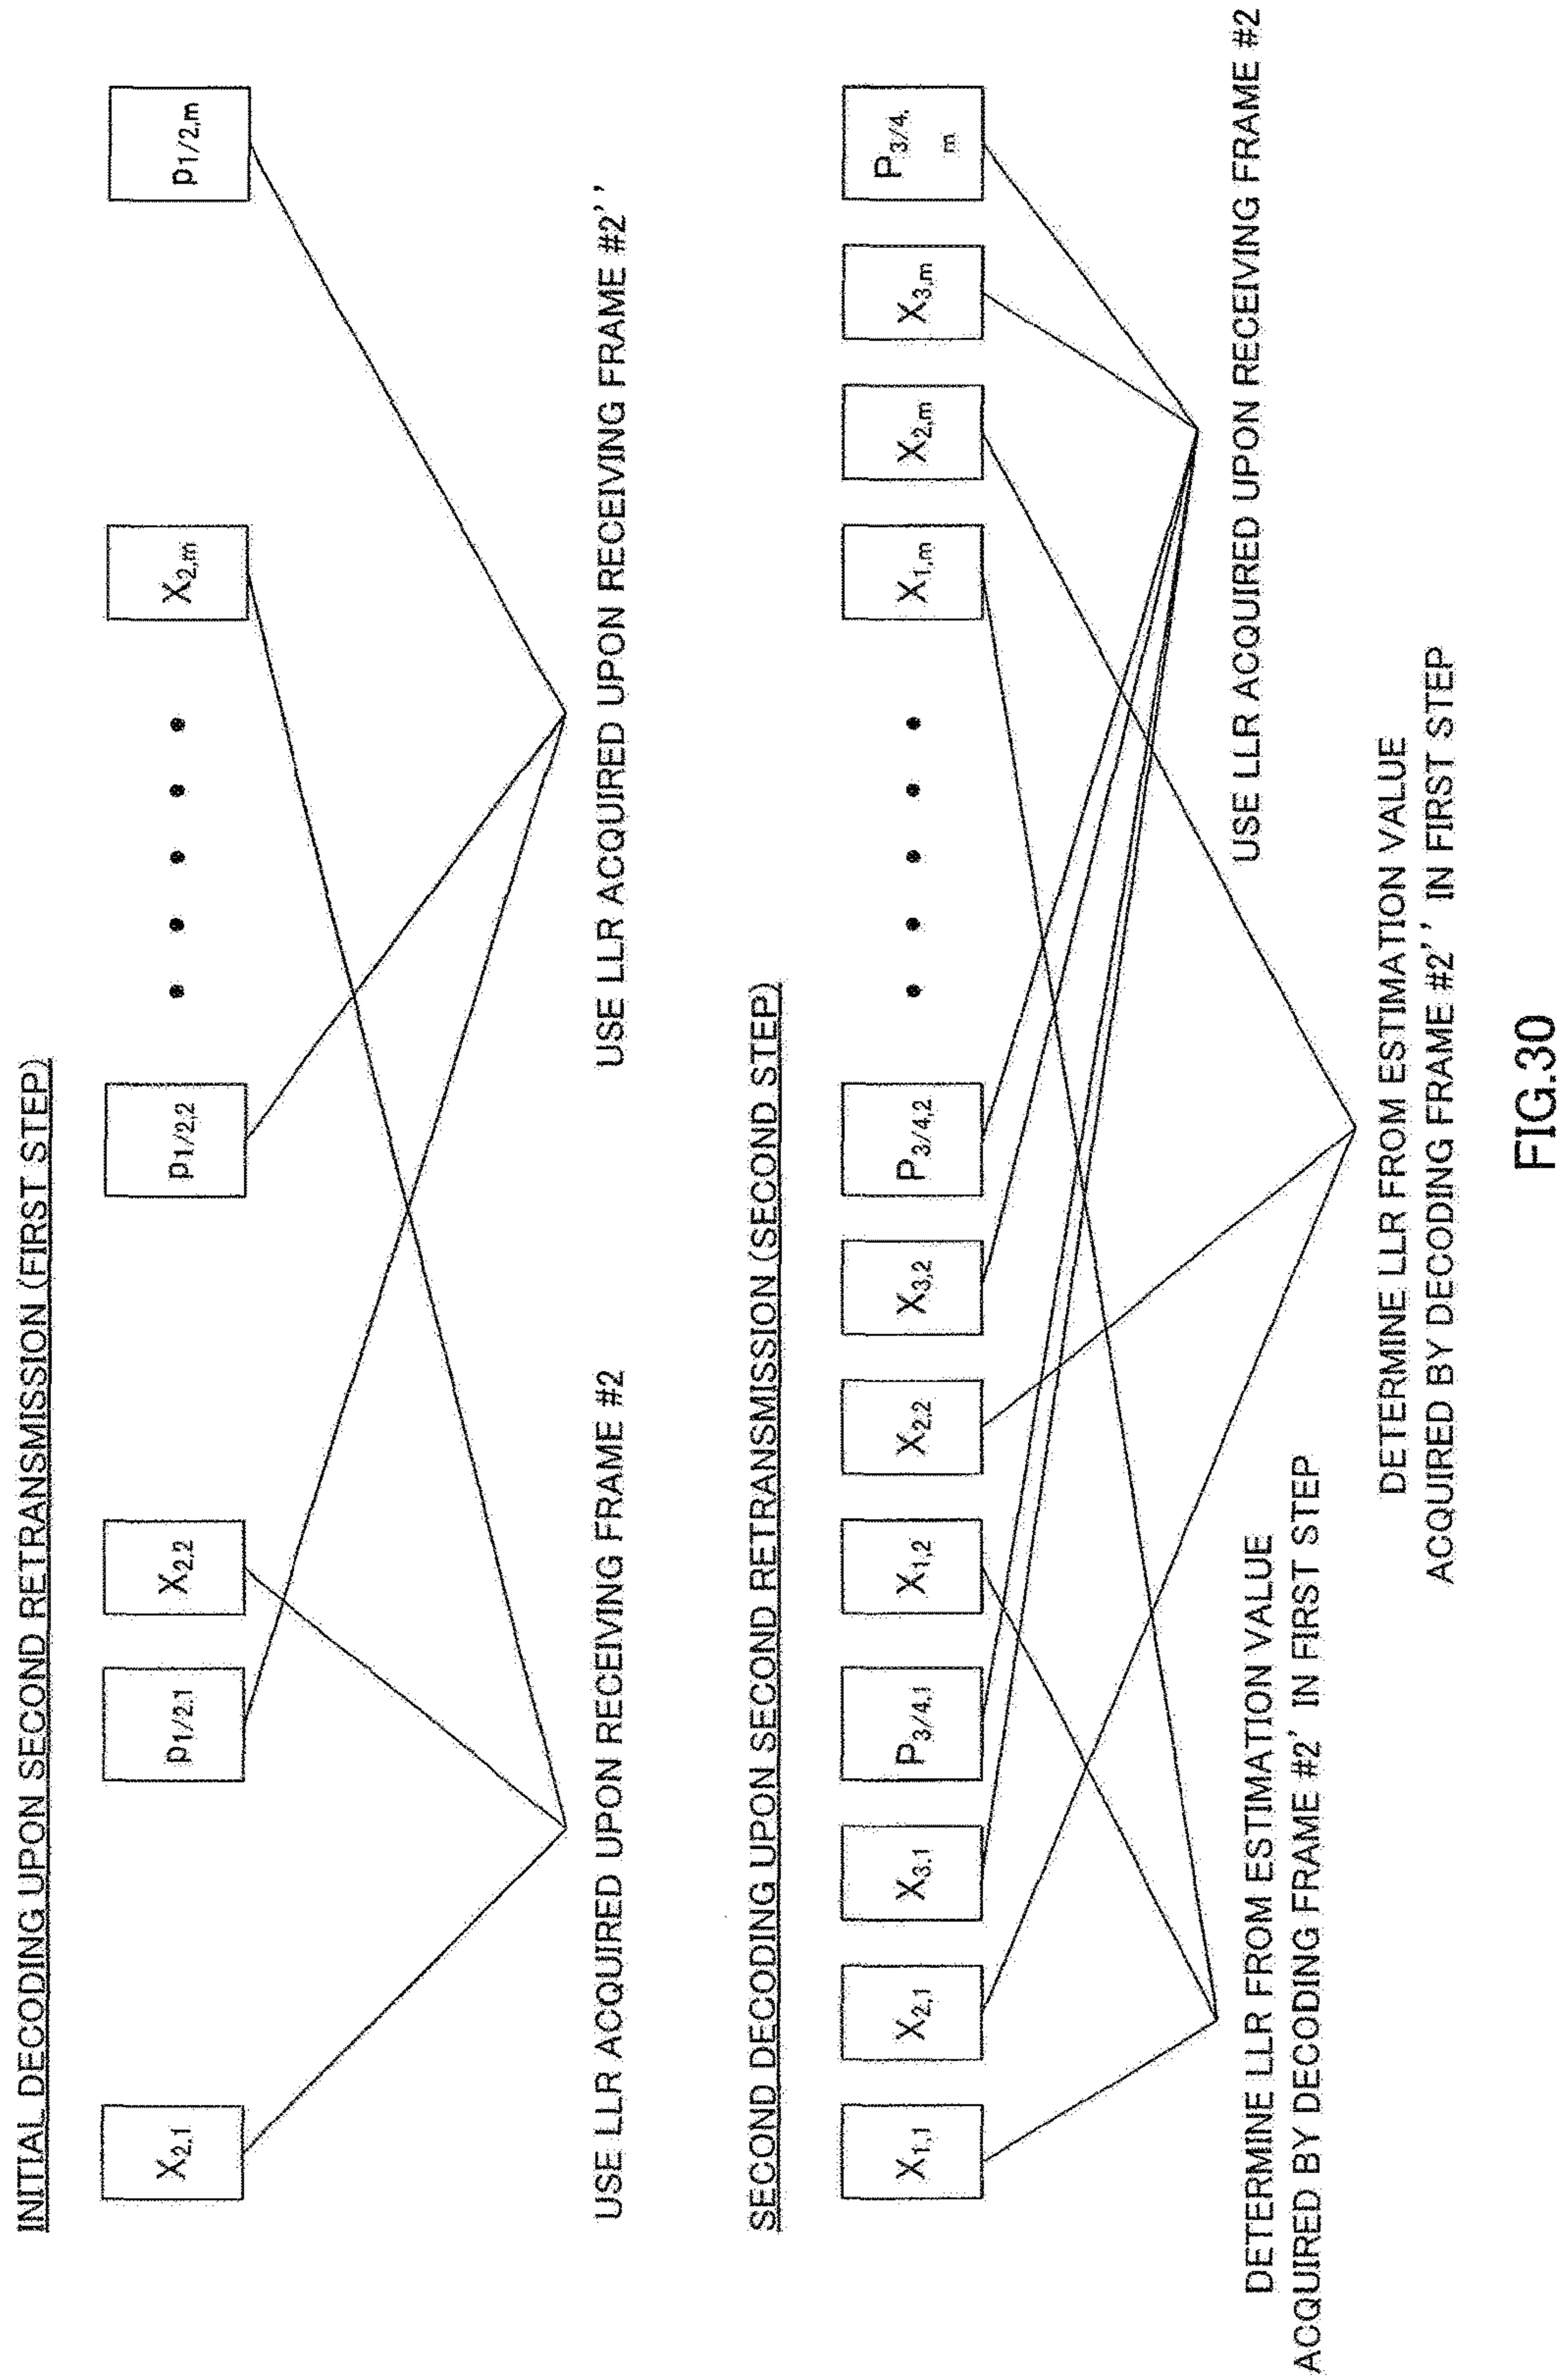 INITIAL DECODING UPON SECOND RETRANSMISSION (FIRST STEP)
X2,1 p1/2,1 X2,2 p1/2,2 X2,m p1/2,m
USE LLR ACQUIRED UPON RECEIVING FRAME #2
USE LLR ACQUIRED UPON RECEIVING FRAME #2''
SECOND DECODING UPON SECOND RETRANSMISSION (SECOND STEP)
X1,1 X2,1 X3,1 P3/4,1 X1,2 X2,2 X3,2 P3/4,2 X1,m X2,m X3,m P3/4,
m
USE LLR ACQUIRED UPON RECEIVING FRAME #2
DETERMINE LLR FROM ESTIMATION VALUE
ACQUIRED BY DECODING FRAME #2' IN FIRST STEP
DETERMINE LLR FROM ESTIMATION VALUE
ACQUIRED BY DECODING FRAME #2'' IN FIRST STEP
FIG.30